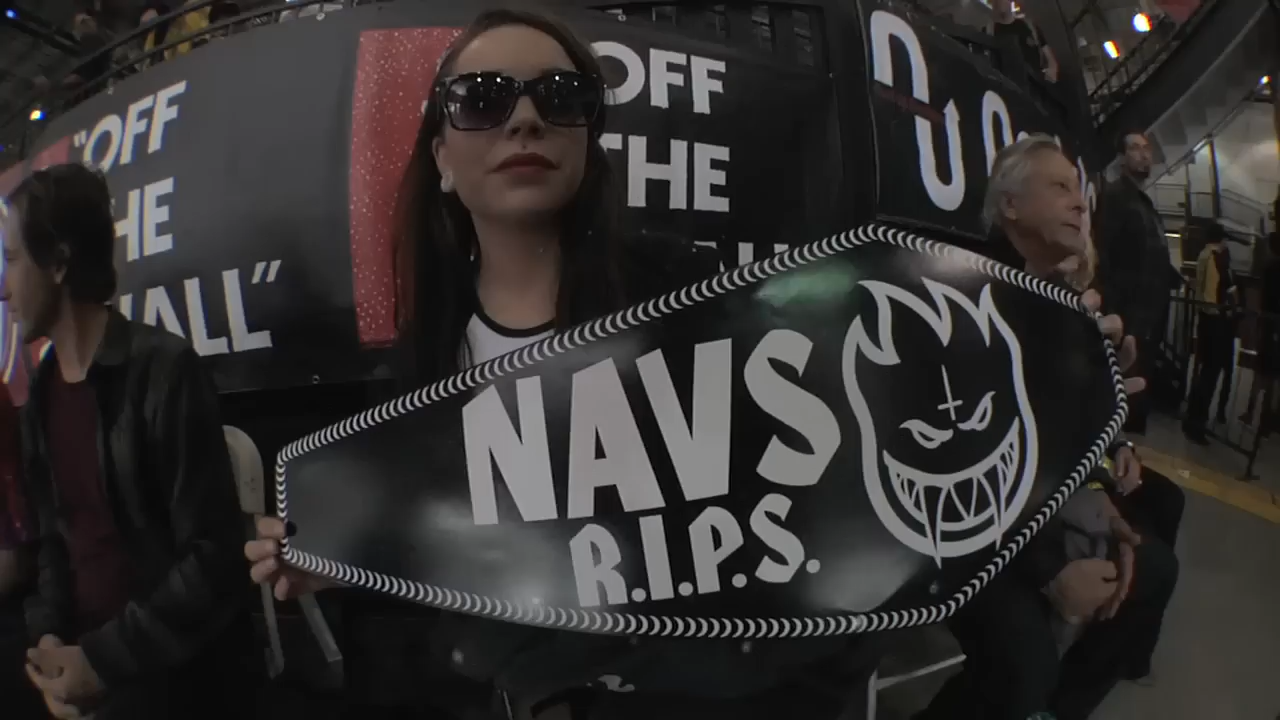 "OFF
THE
WALL"
OFF
THE
NAVS
R.I.P.S.